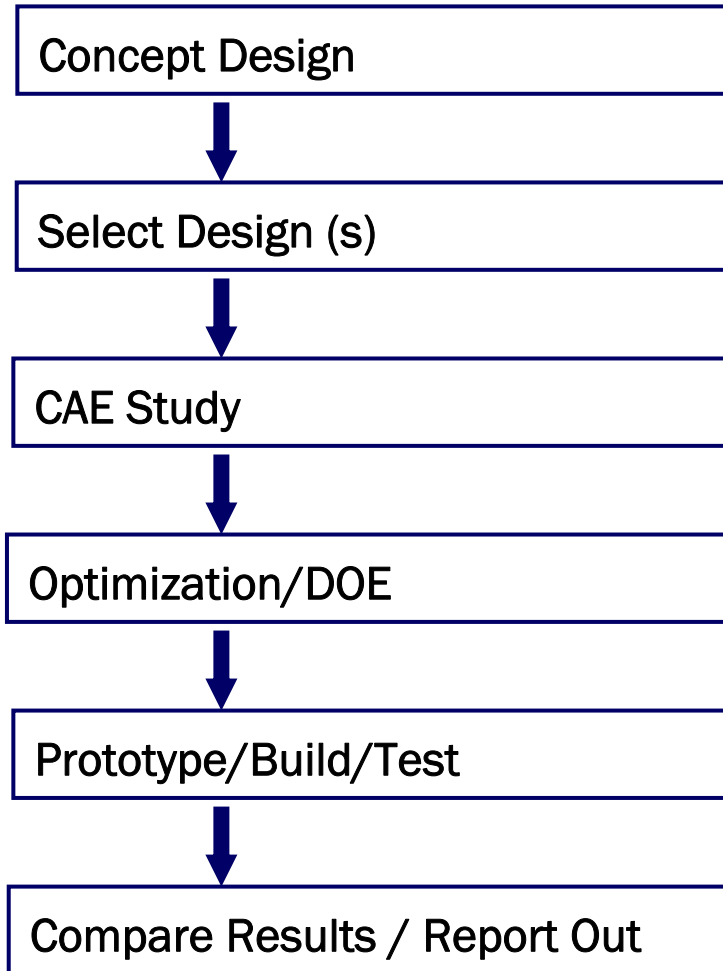 Concept Design
Select Design (s)
CAE Study
Optimization/DOE
Prototype/Build/Test
Compare Results / Report Out